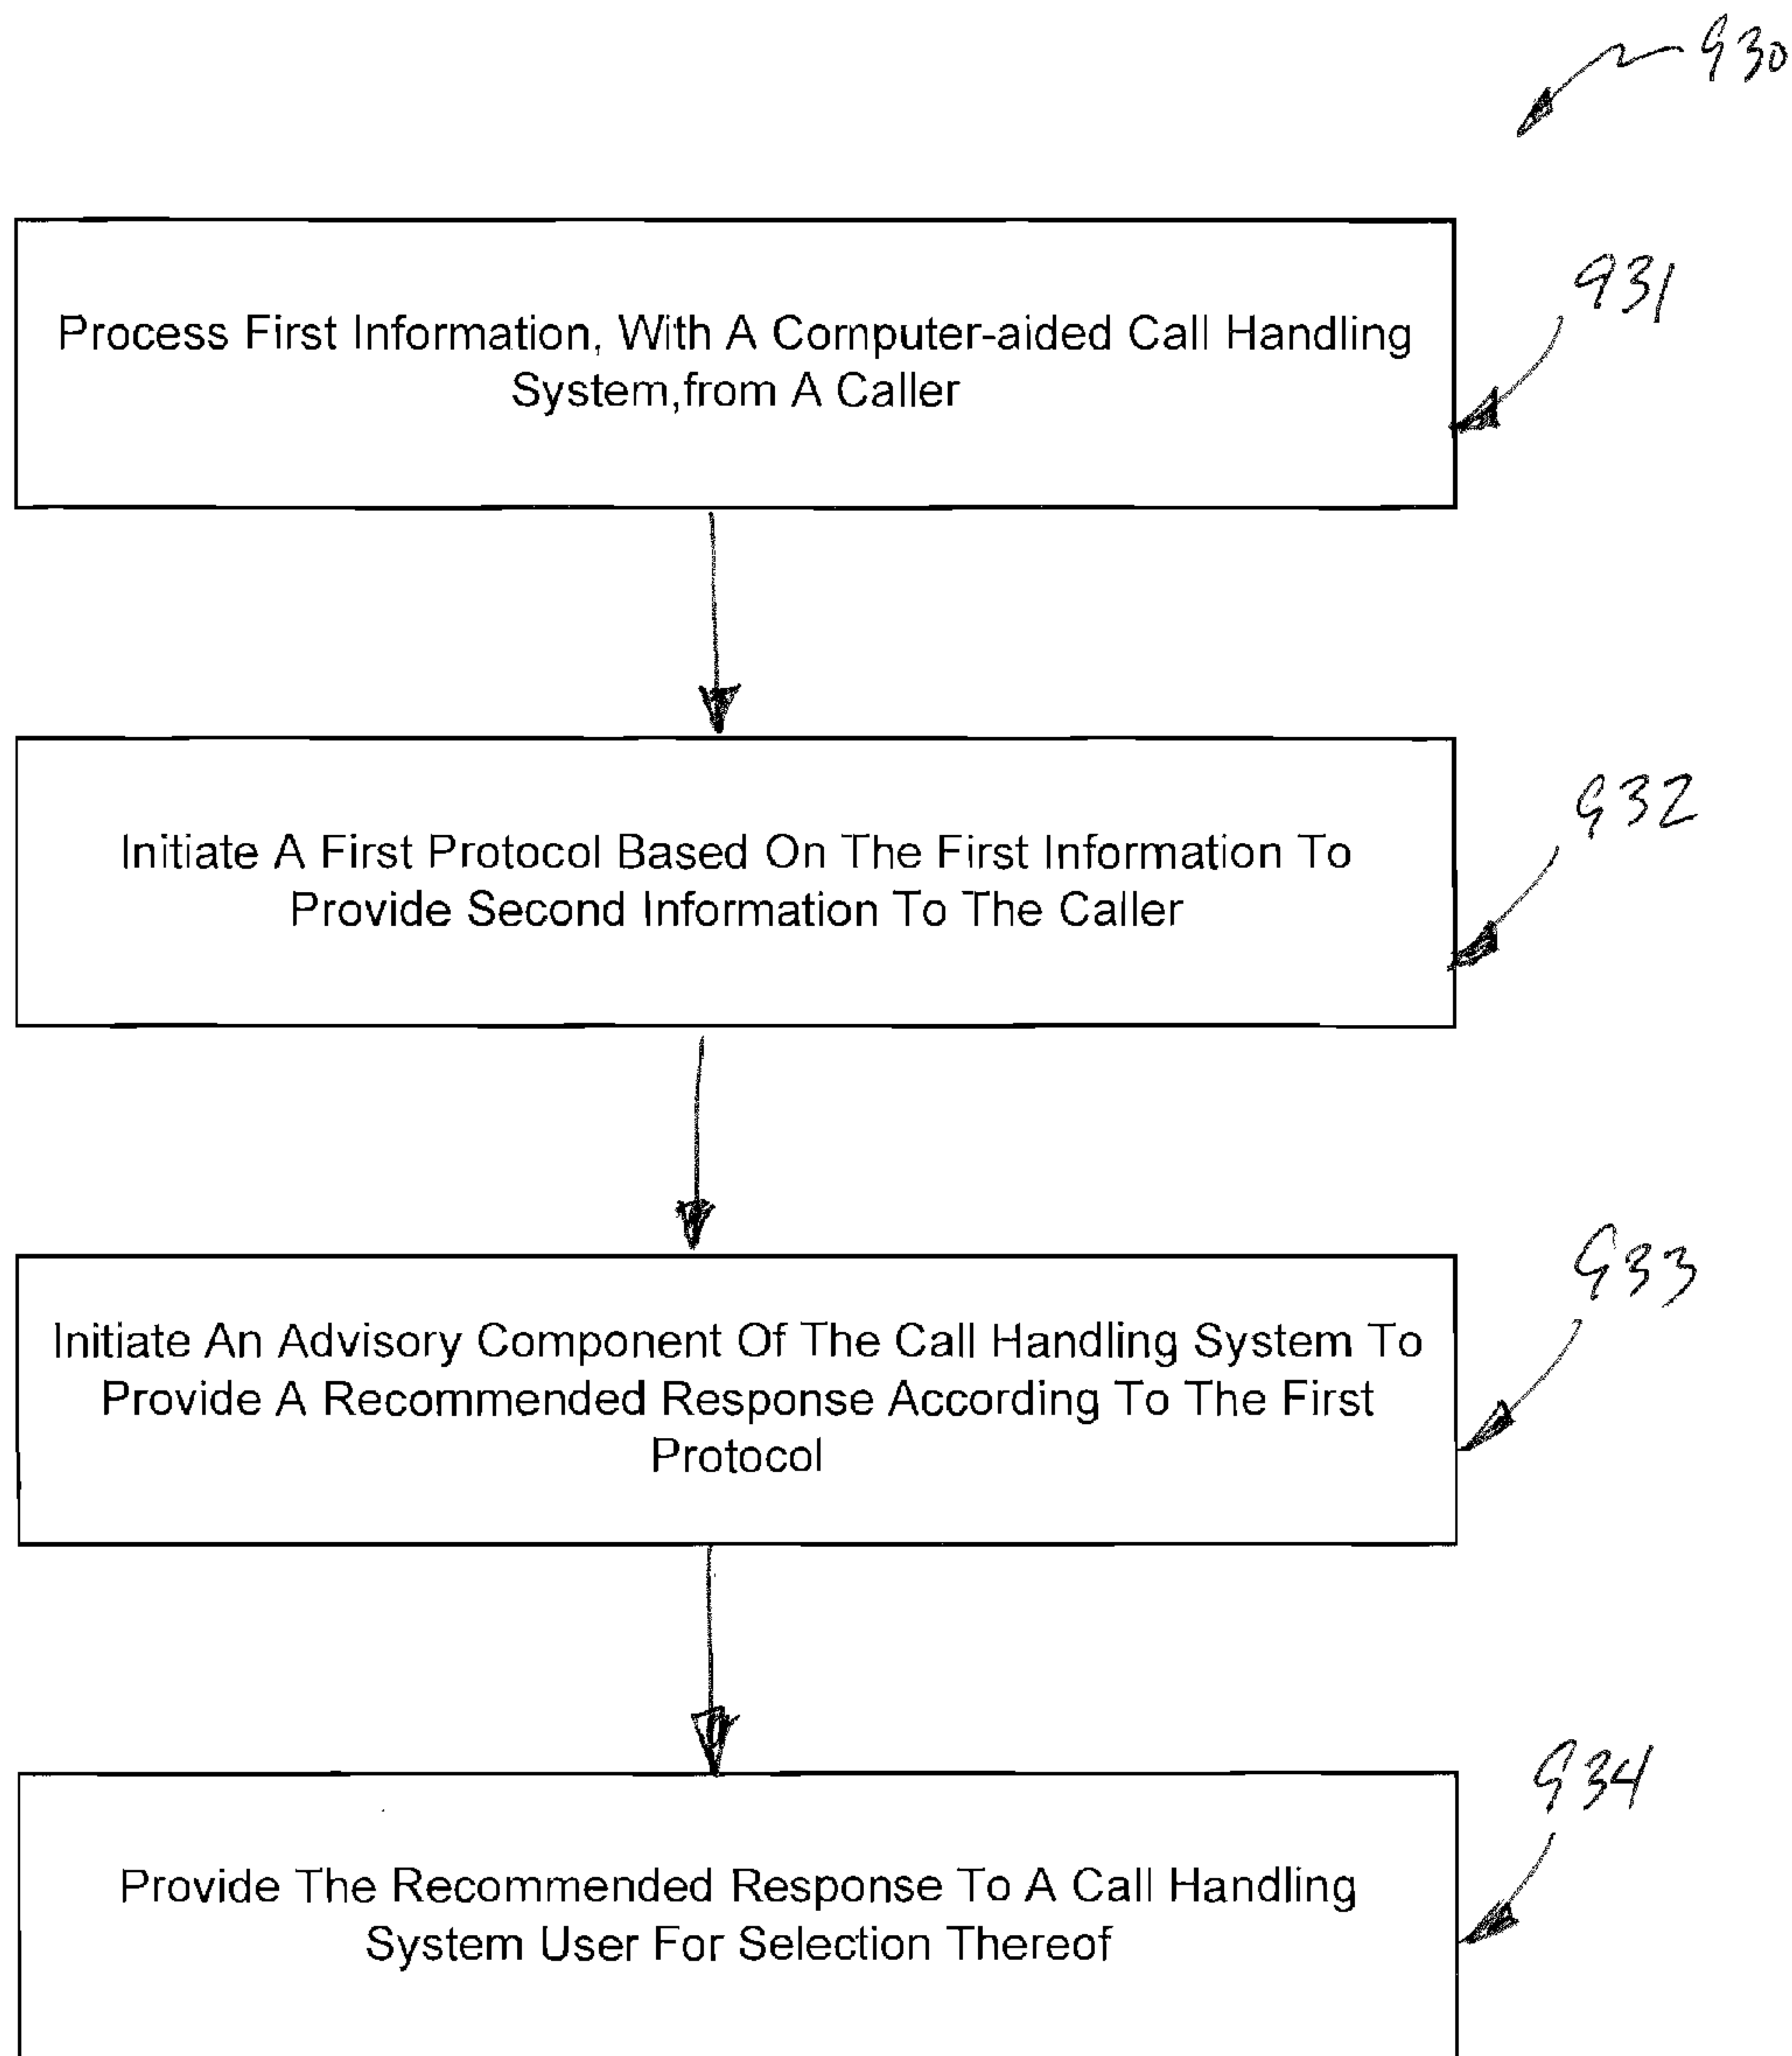 930
931
Process First Information, With A Computer-aided Call Handling
System,from A Caller
932
Initiate A First Protocol Based On The First Information To
Provide Second Information To The Caller
933
Initiate An Advisory Component Of The Call Handling System To
Provide A Recommended Response According To The First
Protocol
934
Provide The Recommended Response To A Call Handling
System User For Selection Thereof